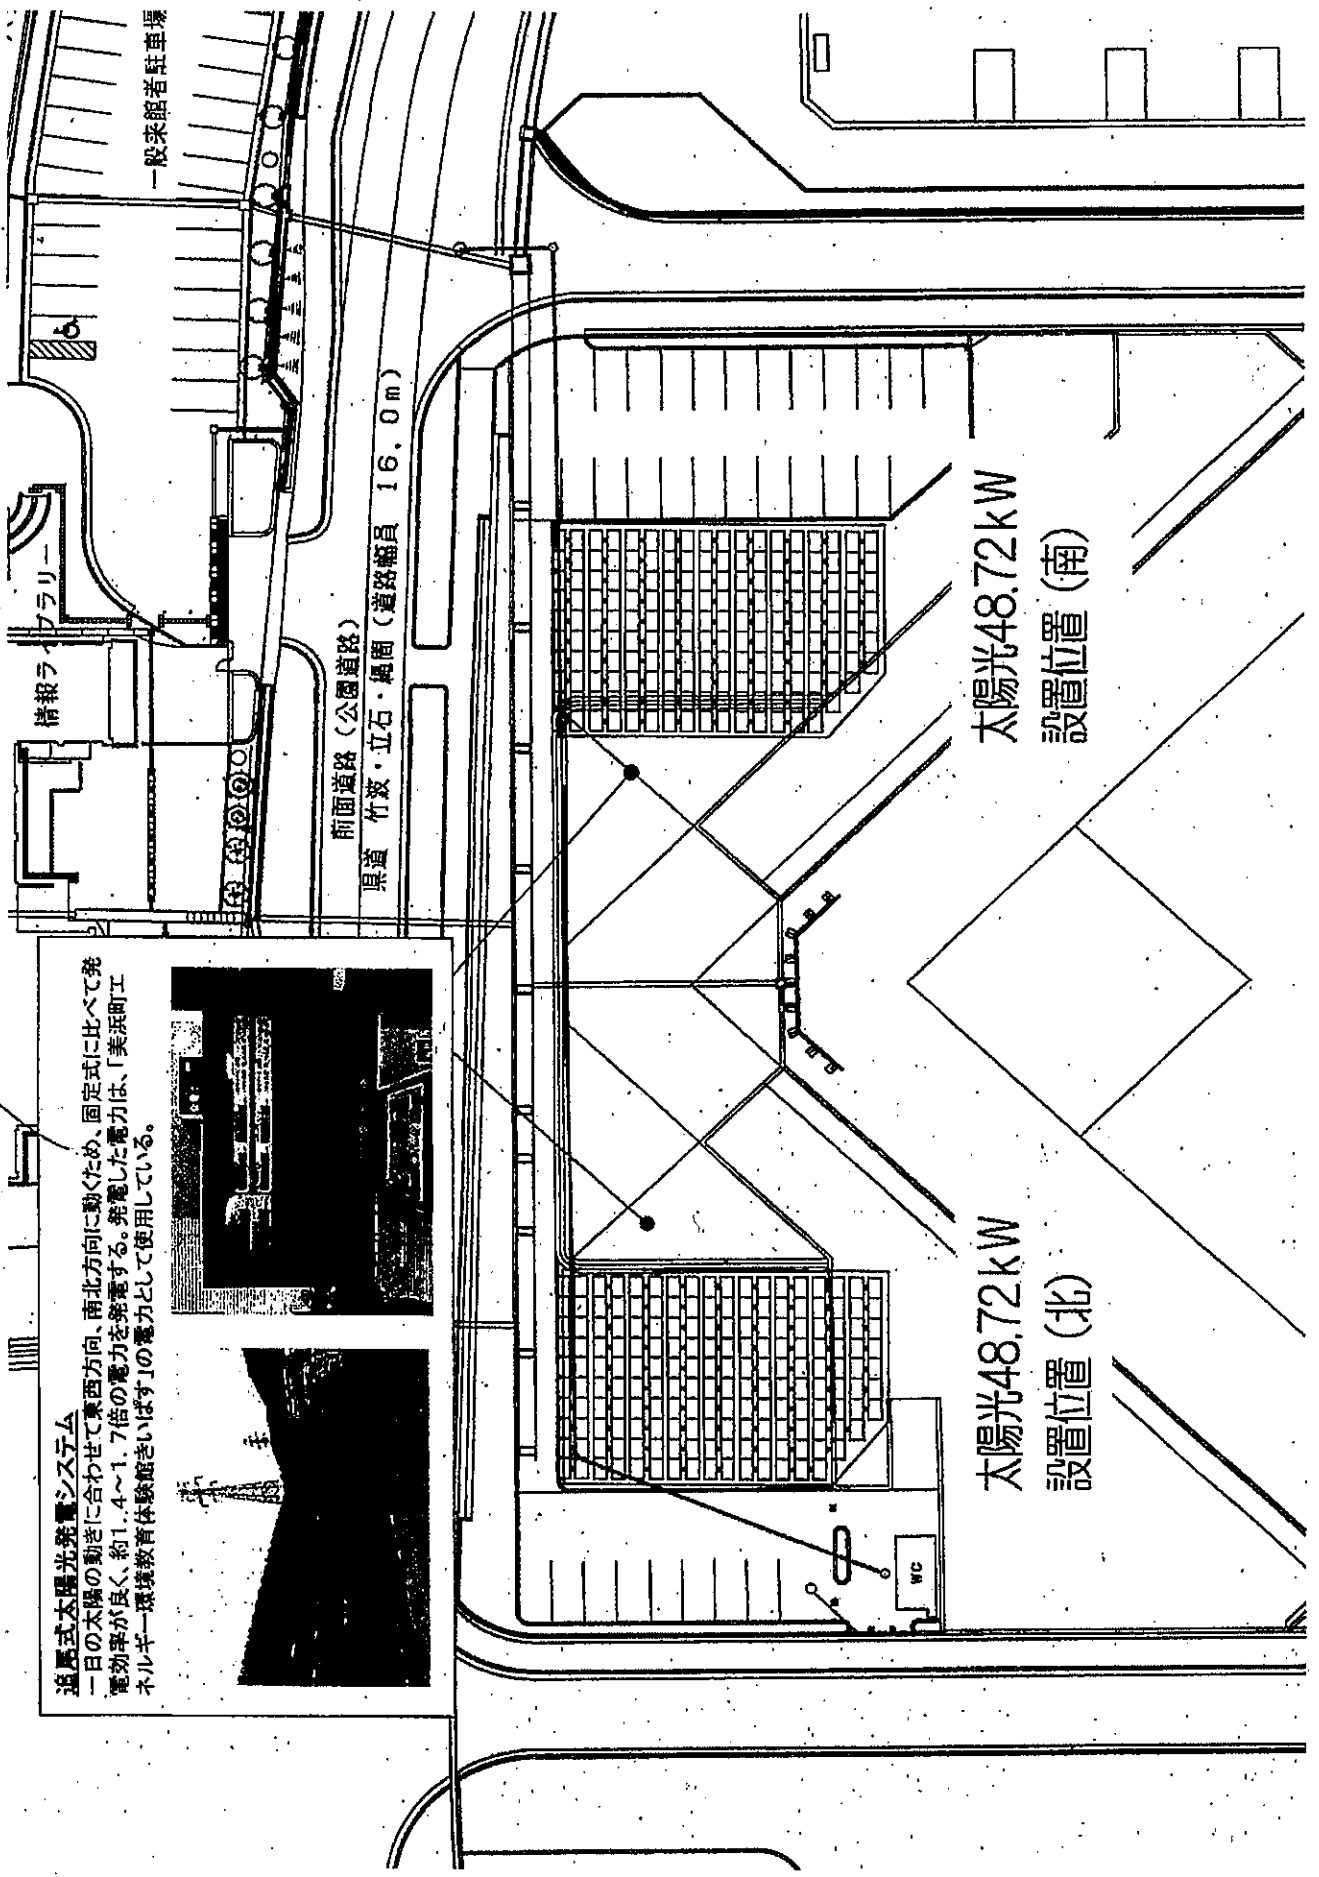 追尾式太陽光発電システム
一日の太陽の動きに合わせて東西方向、南北方向に動くため、固定式に比べて発
電効率が良く、約1.4～1.7倍の電力を発電する。発電した電力は、「美浜町エ
ネルギー環境教育体験館きいぱす」の電力として使用している。
情報ライブラリー
一般来館者駐車場
前面道路（公園道路）
県道 竹波・立石・縄間（道路幅員 16.0m）
太陽光48.72kW
設置位置（北）
太陽光48.72kW
設置位置（南）
WC